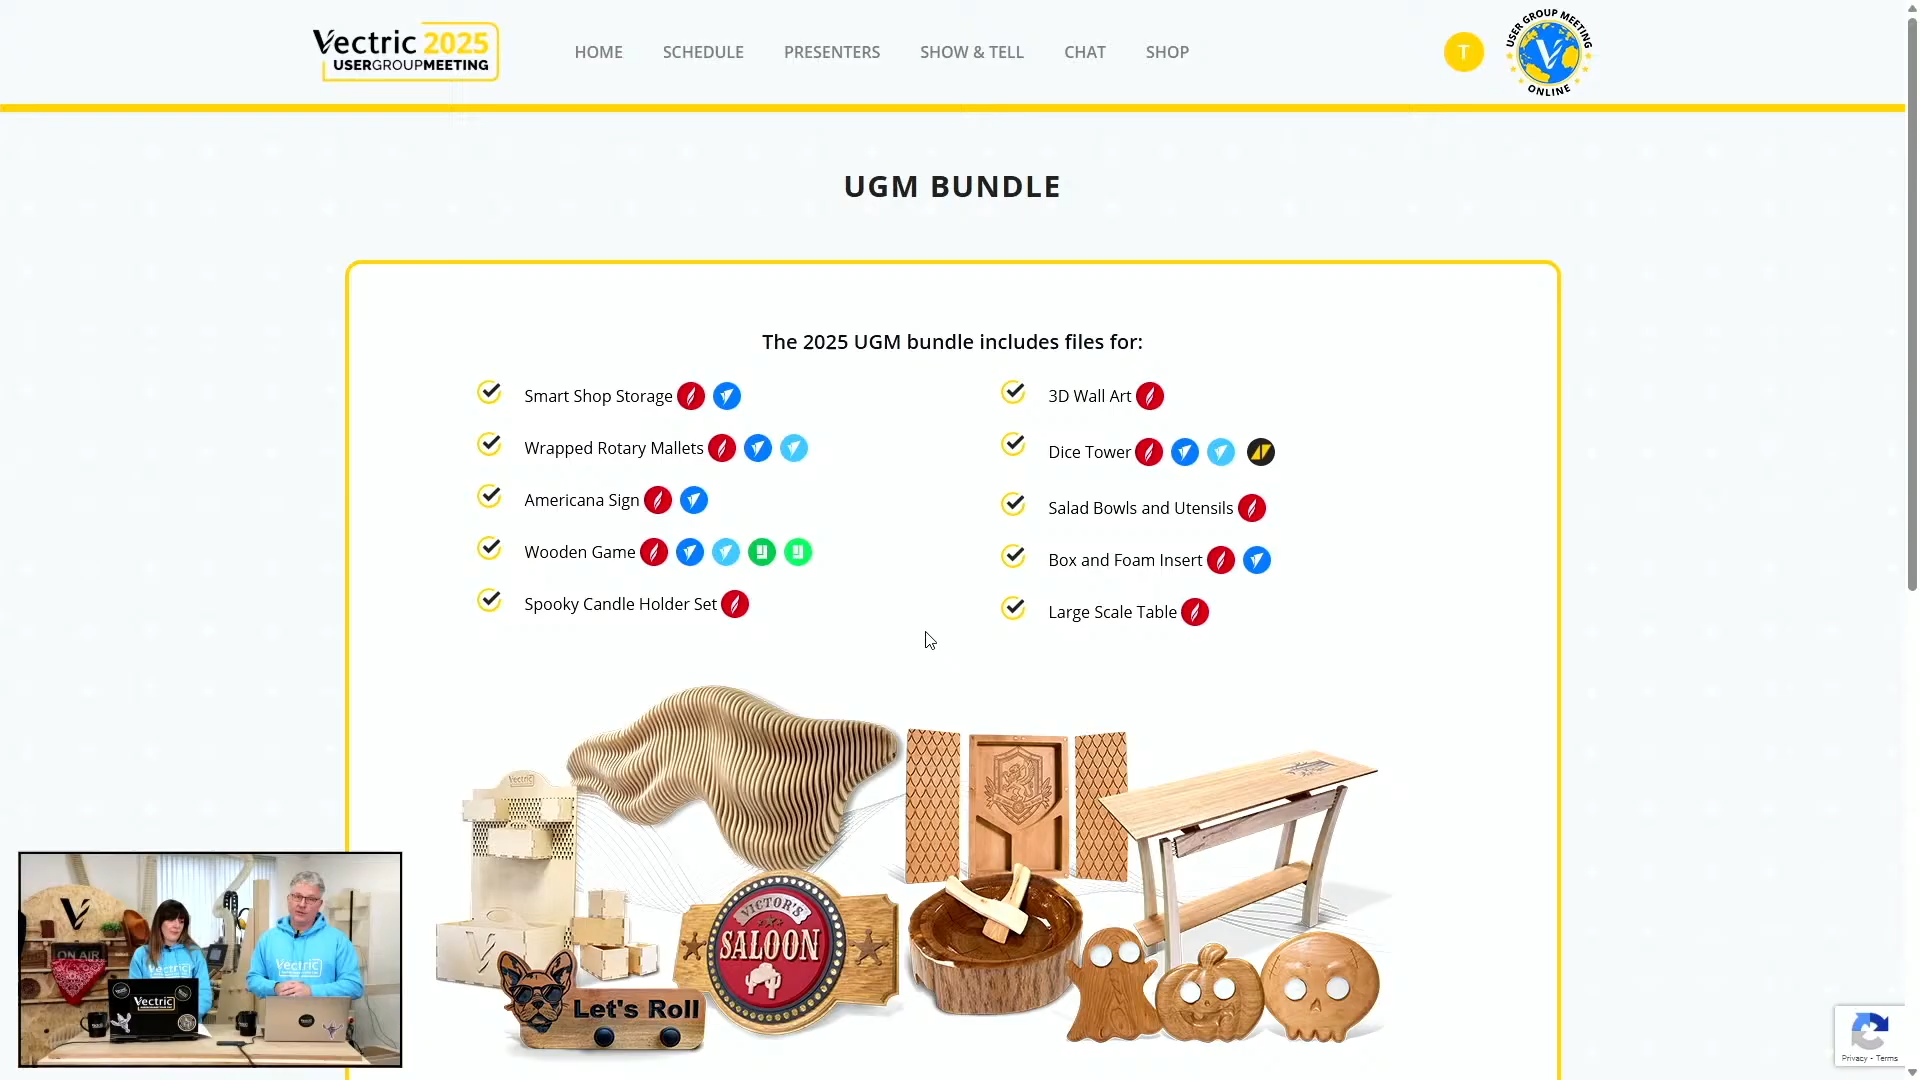 Vectric 2025
USERGROUPMEETING
HOME
SCHEDULE
PRESENTERS
SHOW & TELL
CHAT
SHOP
T
USER GROUP MEETING
V
ONLINE
UGM BUNDLE
The 2025 UGM bundle includes files for:
Smart Shop Storage
Wrapped Rotary Mallets
Americana Sign
Wooden Game
Spooky Candle Holder Set
3D Wall Art
Dice Tower
Salad Bowls and Utensils
Box and Foam Insert
Large Scale Table
Vectric
V
VICTOR'S
SALOON
Let's Roll
V
ON AIR
Vectric
Vectric
Vectric
Privacy - Terms